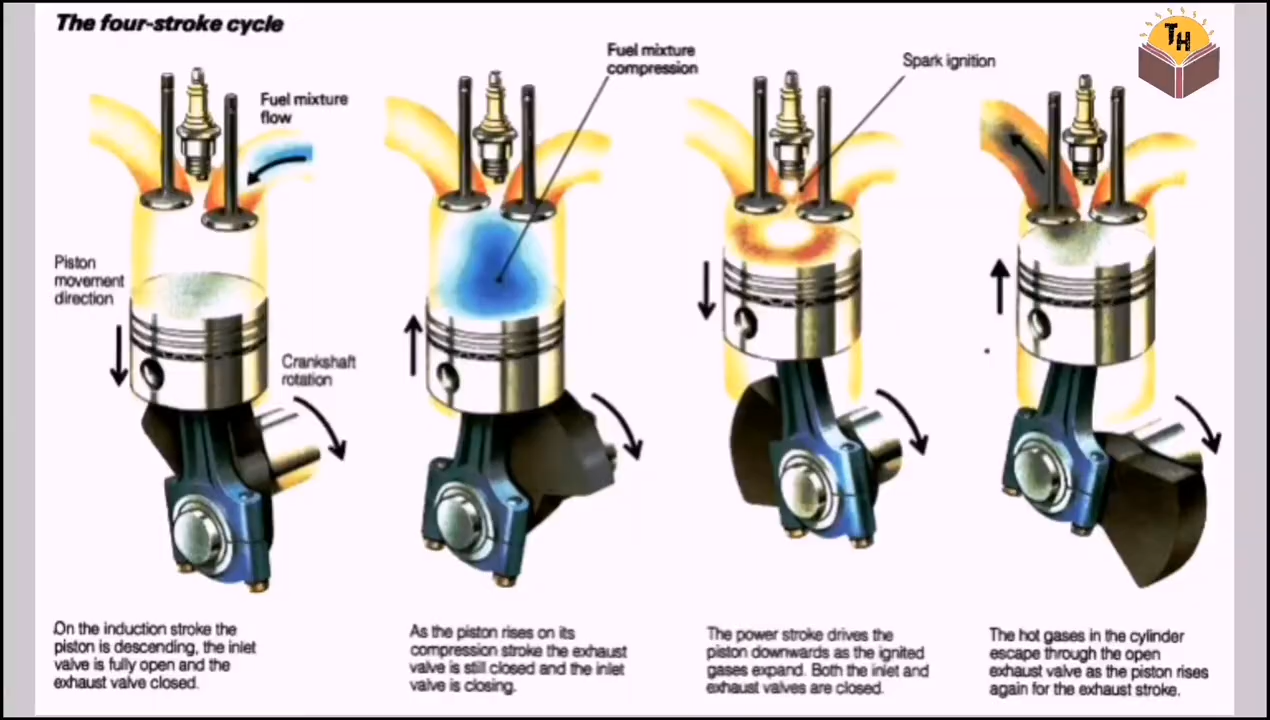 The four-stroke cycle
TH
Fuel mixture
flow
Fuel mixture
compression
Spark ignition
Piston
movement
direction
Crankshaft
rotation
On the induction stroke the
piston is descending, the inlet
valve is fully open and the
exhaust valve closed.
As the piston rises on its
compression stroke the exhaust
valve is still closed and the inlet
valve is closing.
The power stroke drives the
piston downwards as the ignited
gases expand. Both the inlet and
exhaust valves are closed.
The hot gases in the cylinder
escape through the open
exhaust valve as the piston rises
again for the exhaust stroke.